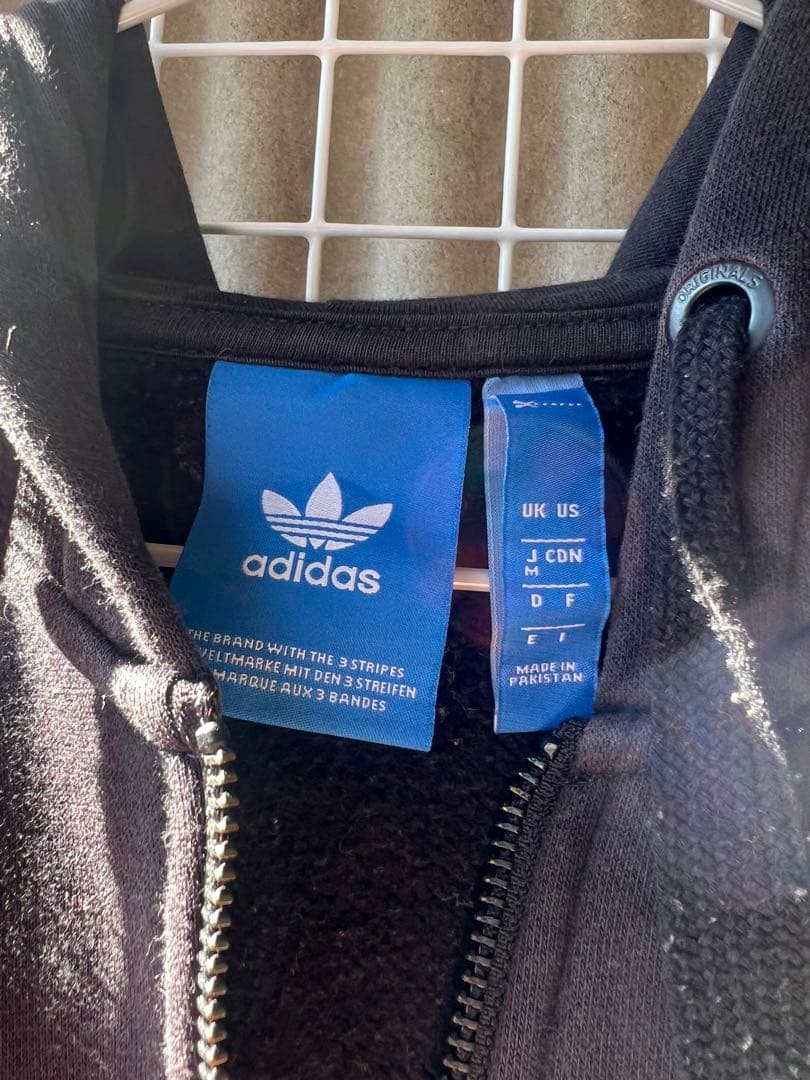 ORIGINALS
adidas
THE BRAND WITH THE 3 STRIPES
WELTMARKE MIT DEN 3 STREIFEN
MARQUE AUX 3 BANDES
UK US
J CDN
M
D F
E I
MADE IN
PAKISTAN